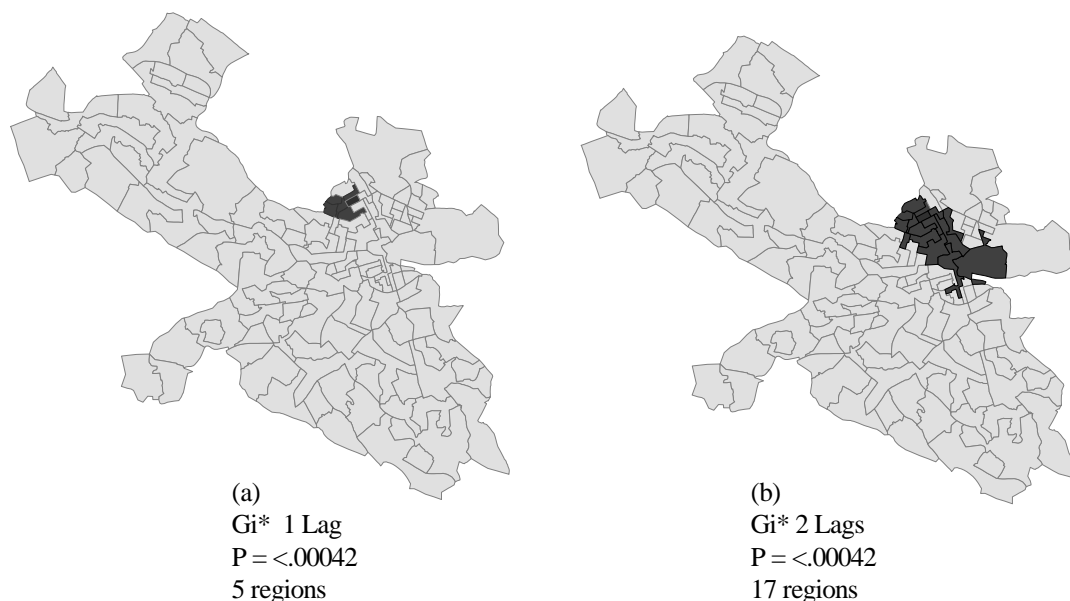 (a)
Gi* 1 Lag
P = <.00042
5 regions
(b)
Gi* 2 Lags
P = <.00042
17 regions